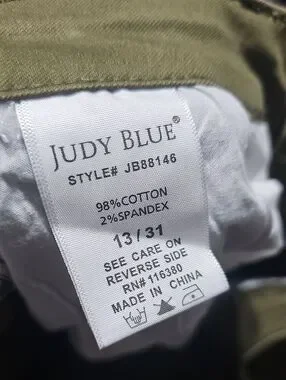 JUDY BLUE®
STYLE# JB88146
98%COTTON
2%SPANDEX
13/31
SEE CARE ON
REVERSE SIDE
RN#116380
MADE IN CHINA